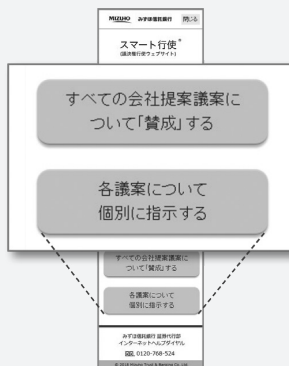 MIZUHO みずほ信託銀行 閉じる
スマート行使®
(議決権行使ウェブサイト)
すべての会社提案議案に
ついて「賛成」する
各議案について
個別に指示する
すべての会社提案議案に
ついて「賛成」する
各議案について
個別に指示する
みずほ信託銀行 証券代行部
インターネットヘルプダイヤル
0120-768-524